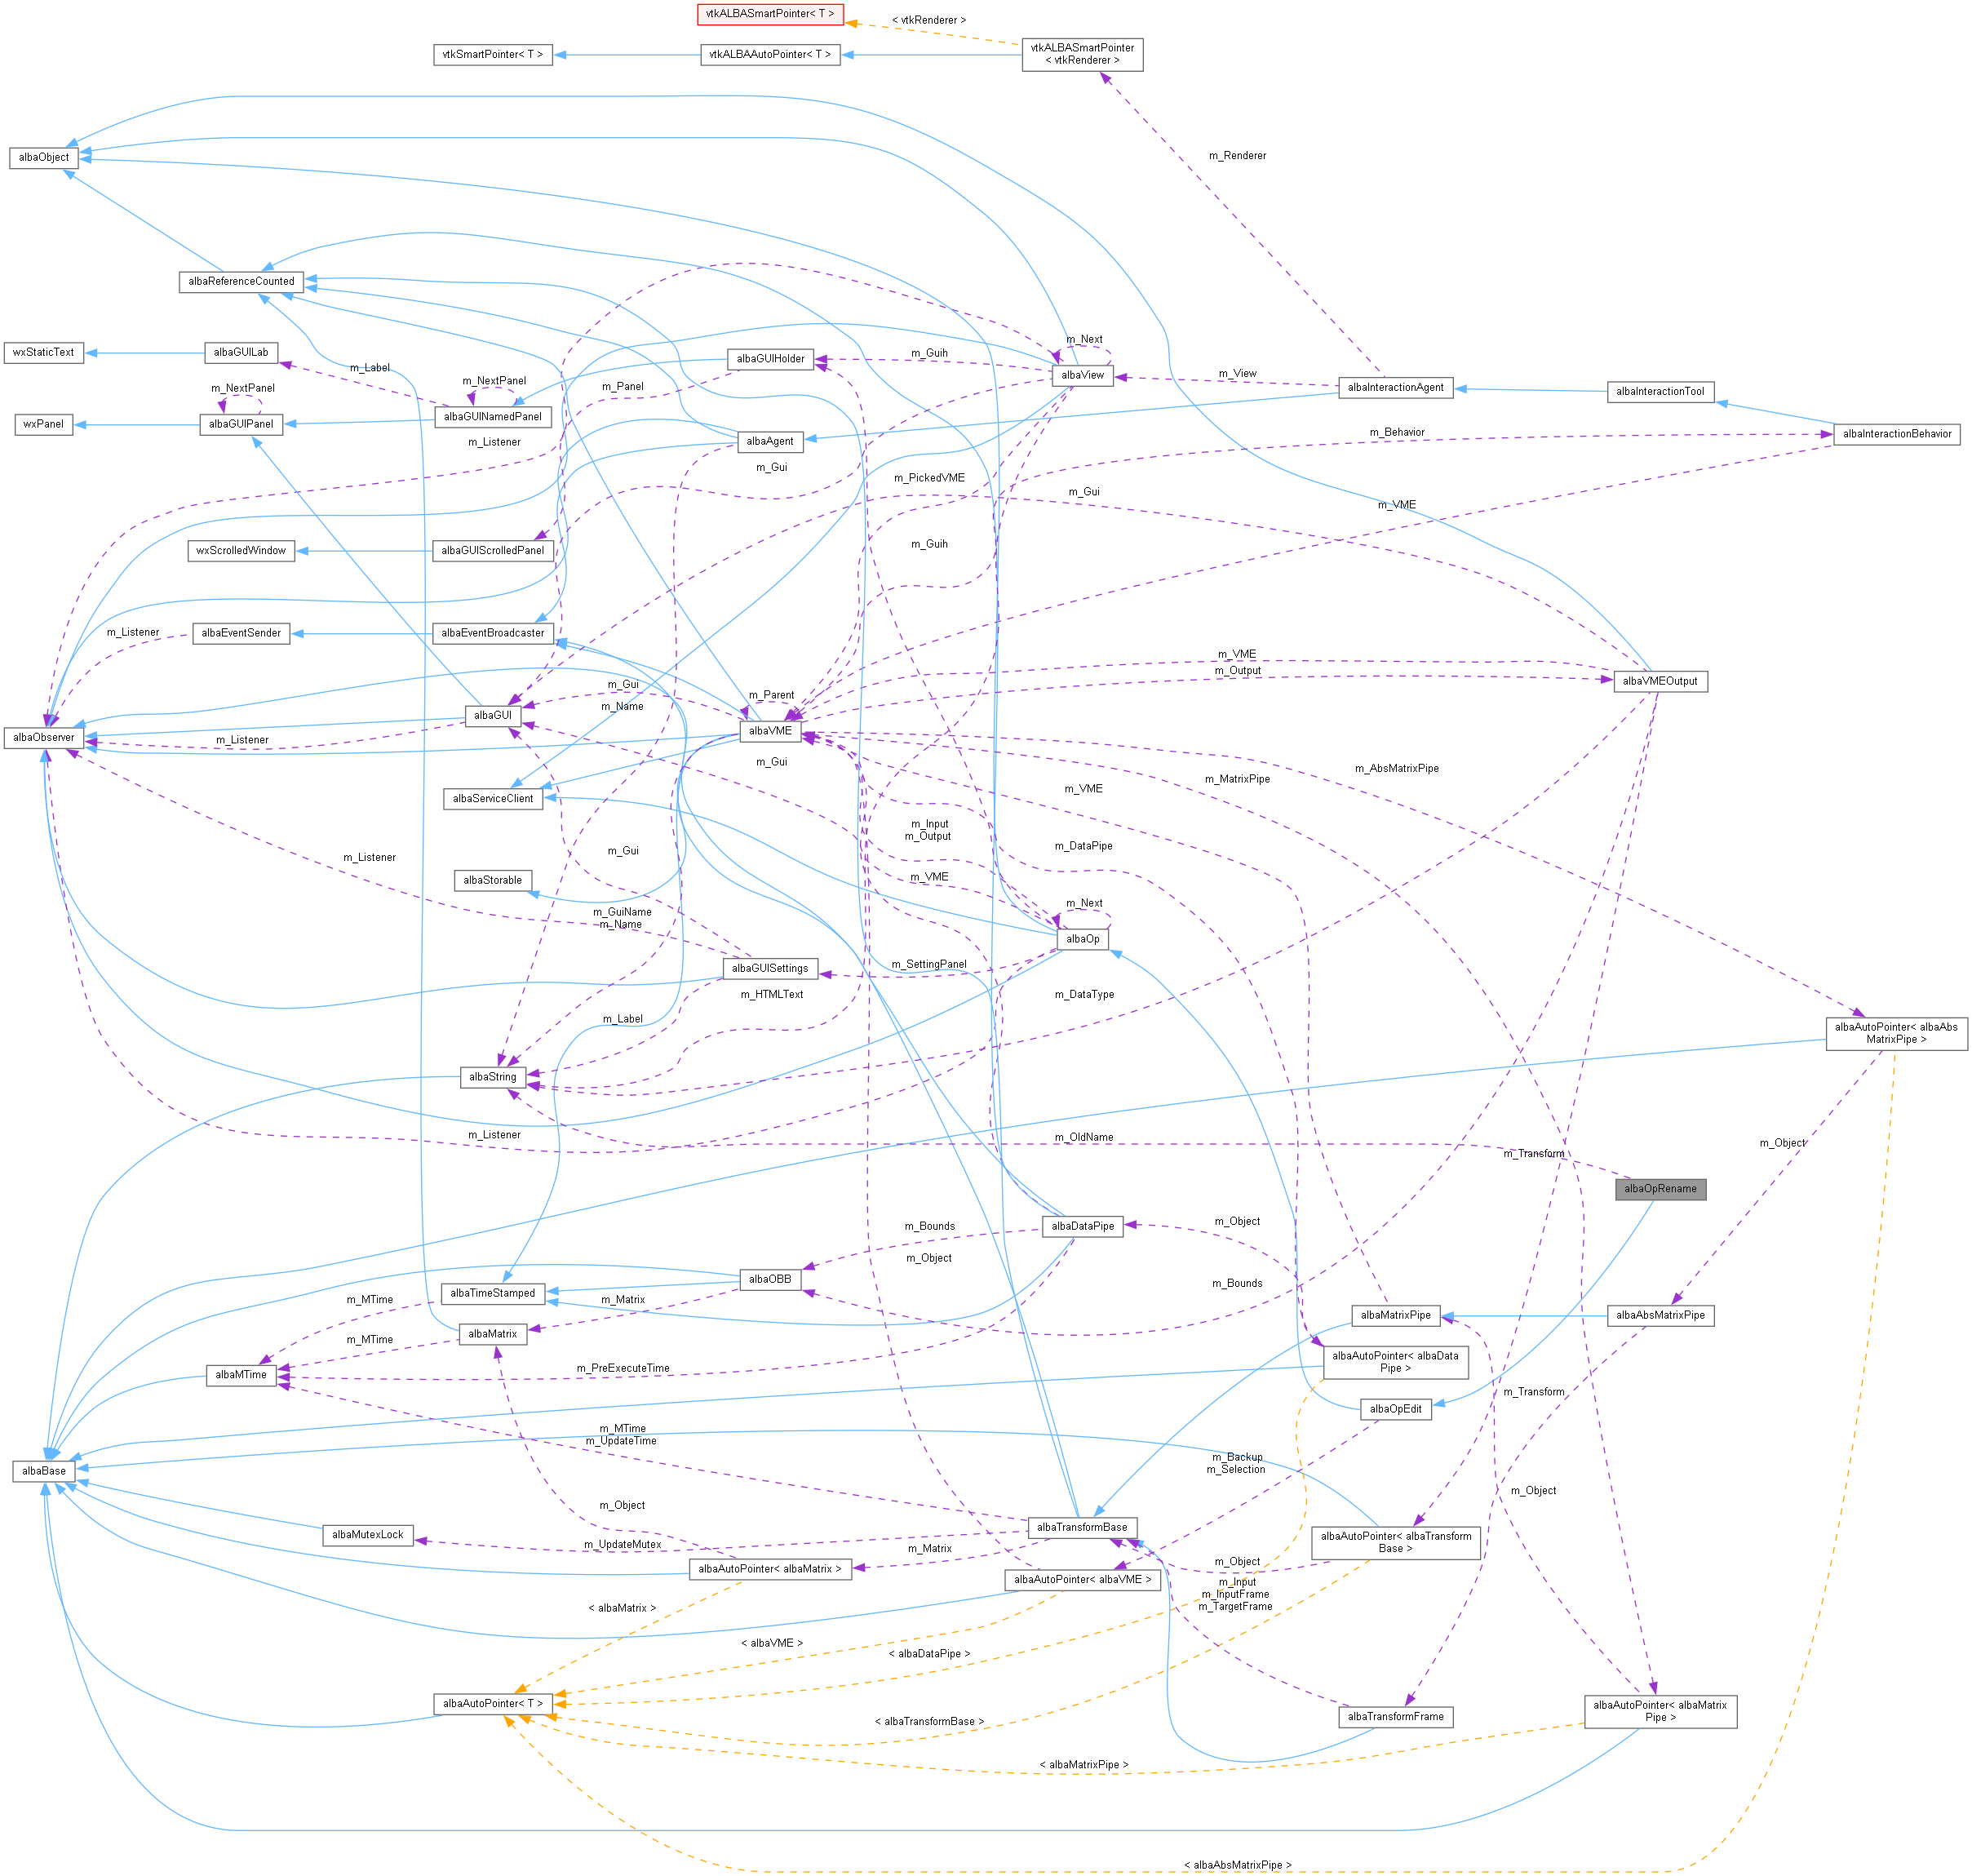 vtkALBASmartPointer< T >
< vtkRenderer >
vtkSmartPointer< T >
vtkALBAAutoPointer< T >
vtkALBASmartPointer
< vtkRenderer >
albaObject
m_Renderer
albaReferenceCounted
wxStaticText
albaGUILab
m_Label
albaGUIHolder
m_Guih
m_Next
albaView
m_View
albaInteractionAgent
albaInteractionTool
m_NextPanel
m_NextPanel
m_Panel
wxPanel
albaGUIPanel
albaGUINamedPanel
m_Listener
albaAgent
m_Behavior
albaInteractionBehavior
m_Gui
m_PickedVME
m_Gui
m_VME
wxScrolledWindow
albaGUIScrolledPanel
m_Guih
m_Listener
albaEventSender
albaEventBroadcaster
m_VME
m_Output
albaVMEOutput
m_Gui
m_Parent
m_Name
albaGUI
albaVME
albaObserver
m_Listener
m_Gui
m_AbsMatrixPipe
m_MatrixPipe
m_VME
albaServiceClient
m_Input
m_Output
m_DataPipe
m_Gui
m_Listener
albaStorable
m_VME
m_GuiName
m_Name
m_Next
albaOp
albaGUISettings
m_SettingPanel
m_HTMLText
m_DataType
m_Label
albaAutoPointer< albaAbs
MatrixPipe >
albaString
m_Listener
m_OldName
m_Object
m_Transform
albaOpRename
albaDataPipe
m_Object
m_Bounds
m_Object
albaOBB
m_Bounds
albaTimeStamped
m_Matrix
m_MTime
albaMatrix
m_MTime
albaMatrixPipe
albaAbsMatrixPipe
albaMTime
m_PreExecuteTime
albaAutoPointer< albaData
Pipe >
m_Transform
albaOpEdit
m_MTime
m_UpdateTime
m_Backup
m_Selection
albaBase
m_Object
m_Object
albaMutexLock
m_UpdateMutex
albaTransformBase
m_Matrix
albaAutoPointer< albaTransform
Base >
m_Object
albaAutoPointer< albaMatrix >
albaAutoPointer< albaVME >
m_Input
m_InputFrame
m_TargetFrame
< albaMatrix >
< albaVME >
< albaDataPipe >
albaAutoPointer< T >
< albaTransformBase >
albaTransformFrame
albaAutoPointer< albaMatrix
Pipe >
< albaMatrixPipe >
< albaAbsMatrixPipe >